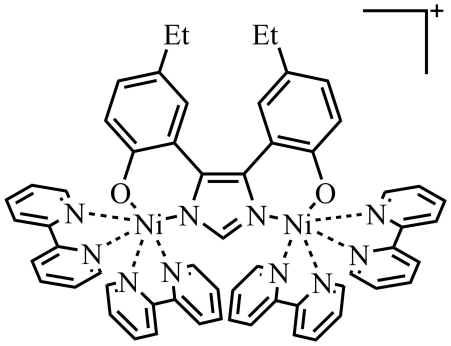 Et Et +
O O
N Ni N N Ni N
N N
N N N N